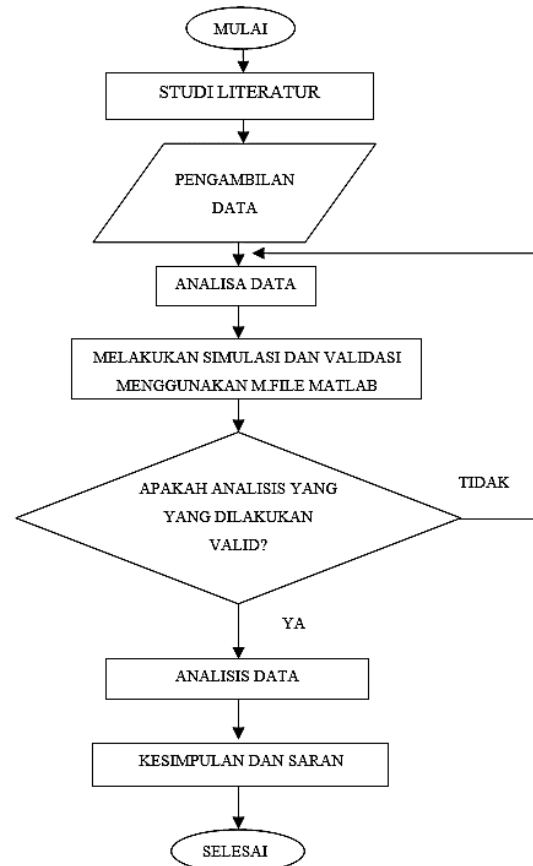 MULAI
STUDI LITERATUR
PENGAMBILAN
DATA
ANALISA DATA
MELAKUKAN SIMULASI DAN VALIDASI
MENGGUNAKAN M.FILE MATLAB
APAKAH ANALISIS YANG
YANG DILAKUKAN
VALID?
TIDAK
YA
ANALISIS DATA
KESIMPULAN DAN SARAN
SELESAI